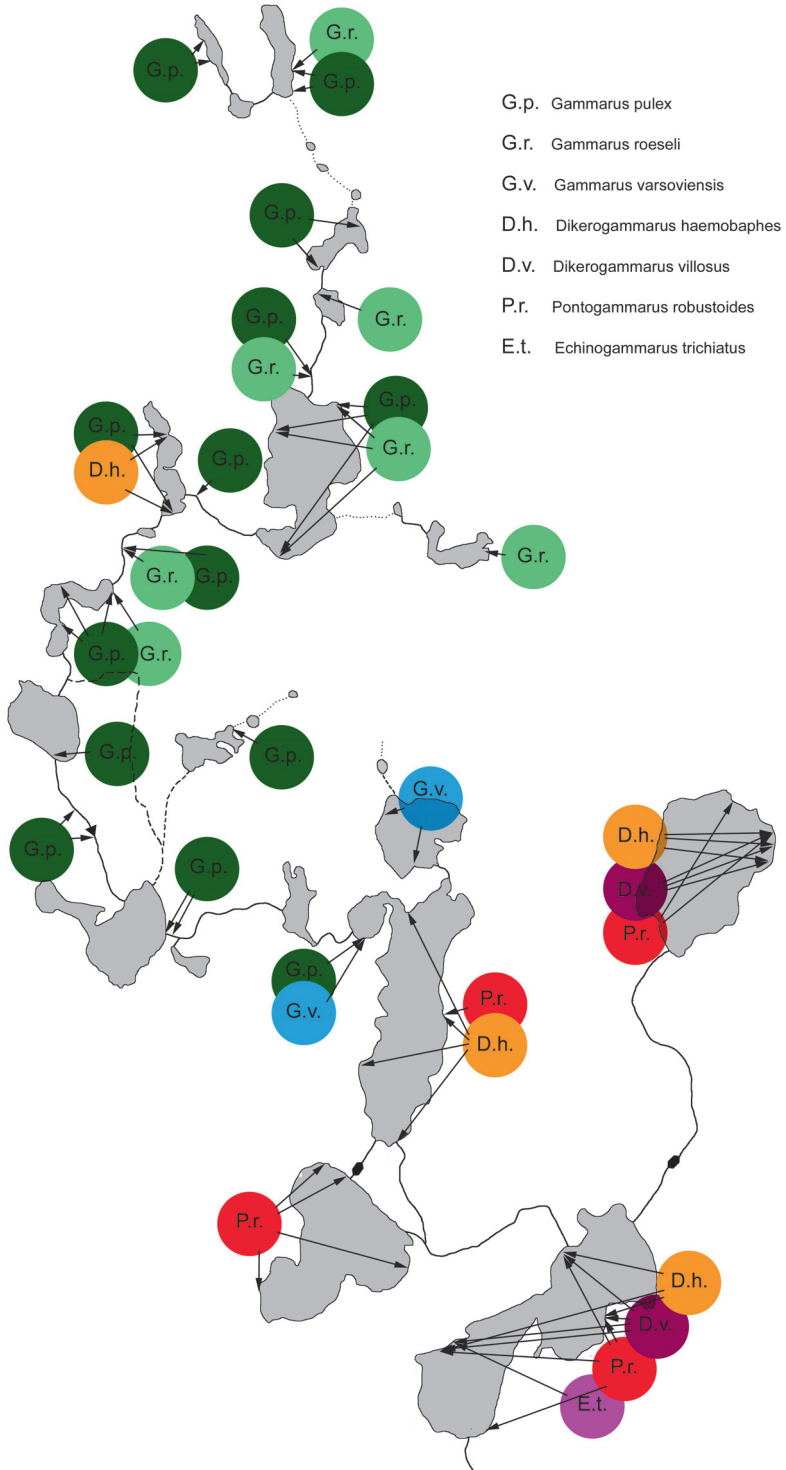 G.r.
G.p.
G.p.
G.p. Gammarus pulex
G.r. Gammarus roeseli
G.v. Gammarus varsoviensis
D.h. Dikerogammarus haemobaphes
D.v. Dikerogammarus villosus
P.r. Pontogammarus robustoides
E.t. Echinogammarus trichiatus
G.p.
G.p.
G.r.
G.r.
G.p.
G.r.
G.p.
D.h.
G.p.
G.r.
G.r.
G.p.
G.p.
G.r.
G.p.
G.p.
G.v.
G.p.
G.p.
D.h.
D.v.
P.r.
G.p.
G.v.
P.r.
D.h.
P.r.
D.h.
D.v.
P.r.
E.t.